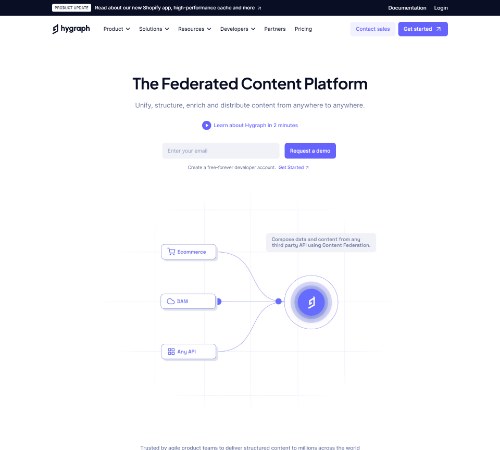 PRODUCT UPDATE Read about our new Shopify app, high-performance cache and more Documentation Login
hygraph Product Solutions Resources Developers Partners Pricing Contact sales Get started
The Federated Content Platform
Unify, structure, enrich and distribute content from anywhere to anywhere.
Learn about Hygraph in 2 minutes
Enter your email Request a demo
Create a free-forever developer account. Get Started
Compose data and content from any
third party API using Content Federation.
Ecommerce
DAM
Any API
Trusted by agile product teams to deliver structured content to millions across the world